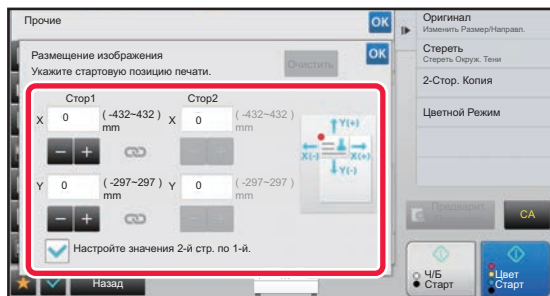 Прочие
OK
Размещение изображения
Укажите стартовую позицию печати.
Очистить
OK
Стор1
Стор2
X 0 (-432~432) mm
X 0 (-432~432) mm
- +
- +
Y 0 (-297~297) mm
Y 0 (-297~297) mm
- +
- +
Y(+)
X(-) X(+)
Y(-)
Настройте значения 2-й стр. по 1-й.
Назад
Оригинал
Изменить Размер/Направл.
Стереть
Стереть Окруж. Тени
2-Стор. Копия
Цветной Режим
Предварит.
CA
Ч/Б
Старт
Цвет
Старт